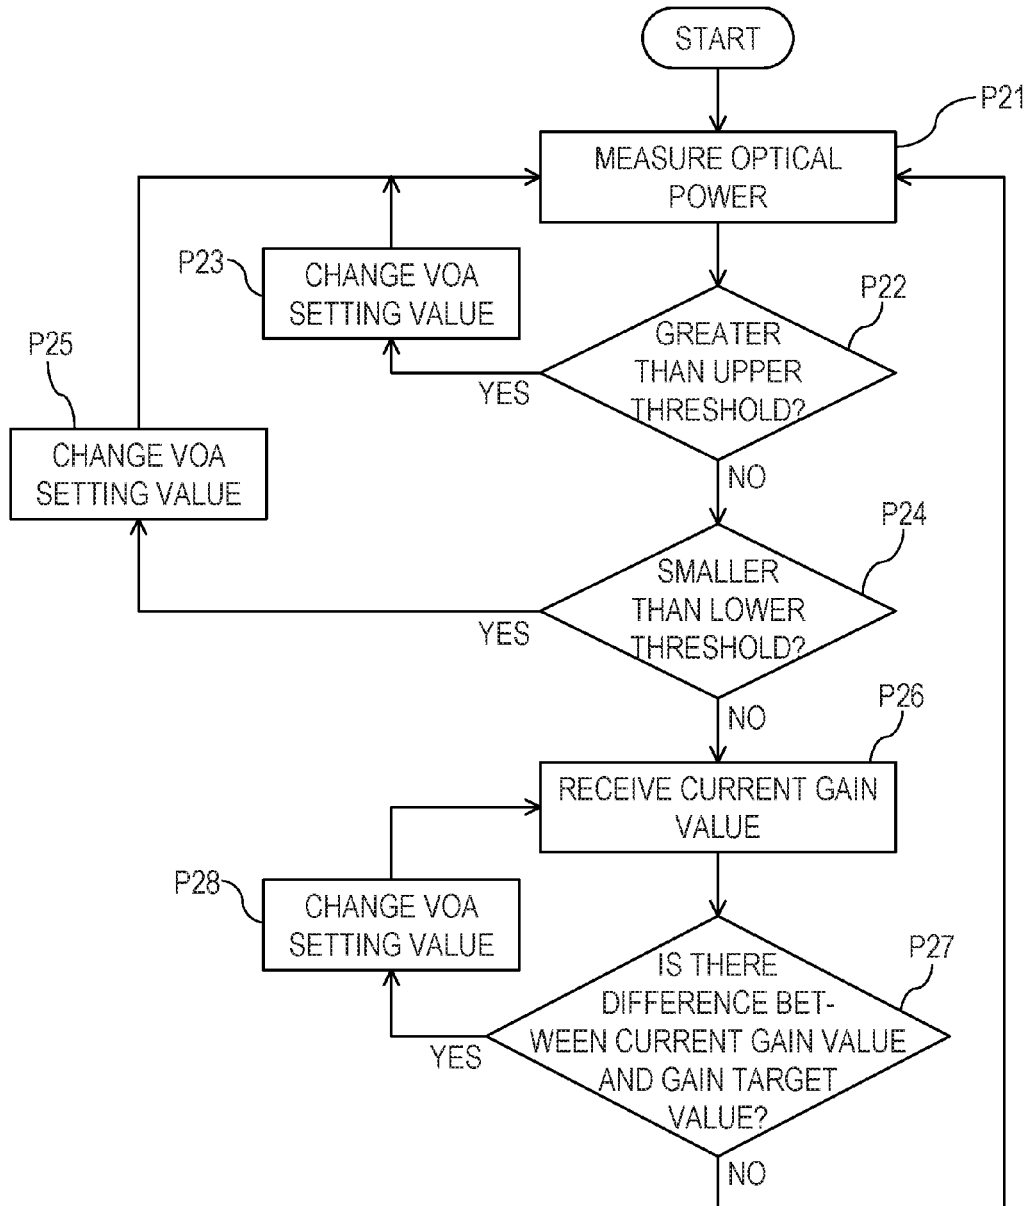 START
P21
MEASURE OPTICAL
POWER
P23
CHANGE VOA
SETTING VALUE
P22
GREATER
THAN UPPER
THRESHOLD?
YES
NO
P25
CHANGE VOA
SETTING VALUE
P24
SMALLER
THAN LOWER
THRESHOLD?
YES
NO
P26
RECEIVE CURRENT GAIN
VALUE
P28
CHANGE VOA
SETTING VALUE
P27
IS THERE
DIFFERENCE BET-
WEEN CURRENT GAIN VALUE
AND GAIN TARGET
VALUE?
YES
NO